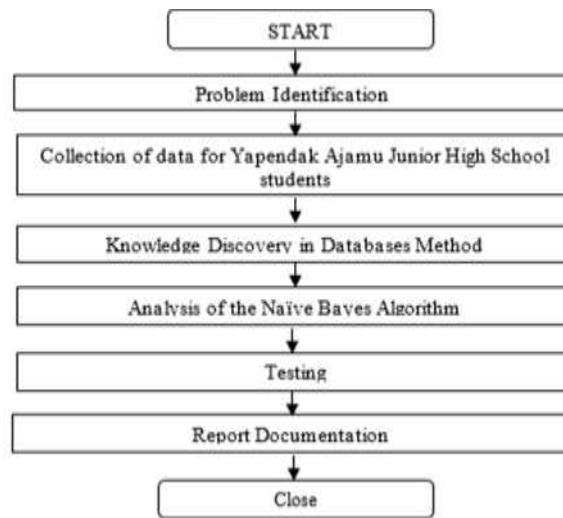 START
Problem Identification
Collection of data for Yapendak Ajamu Junior High School
students
Knowledge Discovery in Databases Method
Analysis of the Naïve Bayes Algorithm
Testing
Report Documentation
Close